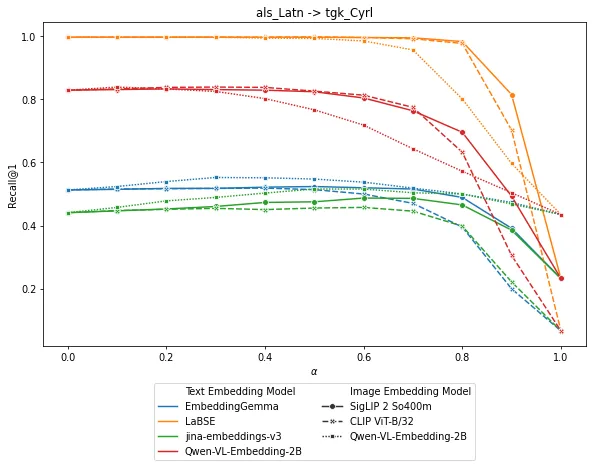 als_Latn -> tgk_Cyrl
Recall@1
1.0
0.8
0.6
0.4
0.2
0.0 0.2 0.4 0.6 0.8 1.0
α
Text Embedding Model Image Embedding Model
EmbeddingGemma SigLIP 2 So400m
LaBSE CLIP ViT-B/32
jina-embeddings-v3 Qwen-VL-Embedding-2B
Qwen-VL-Embedding-2B